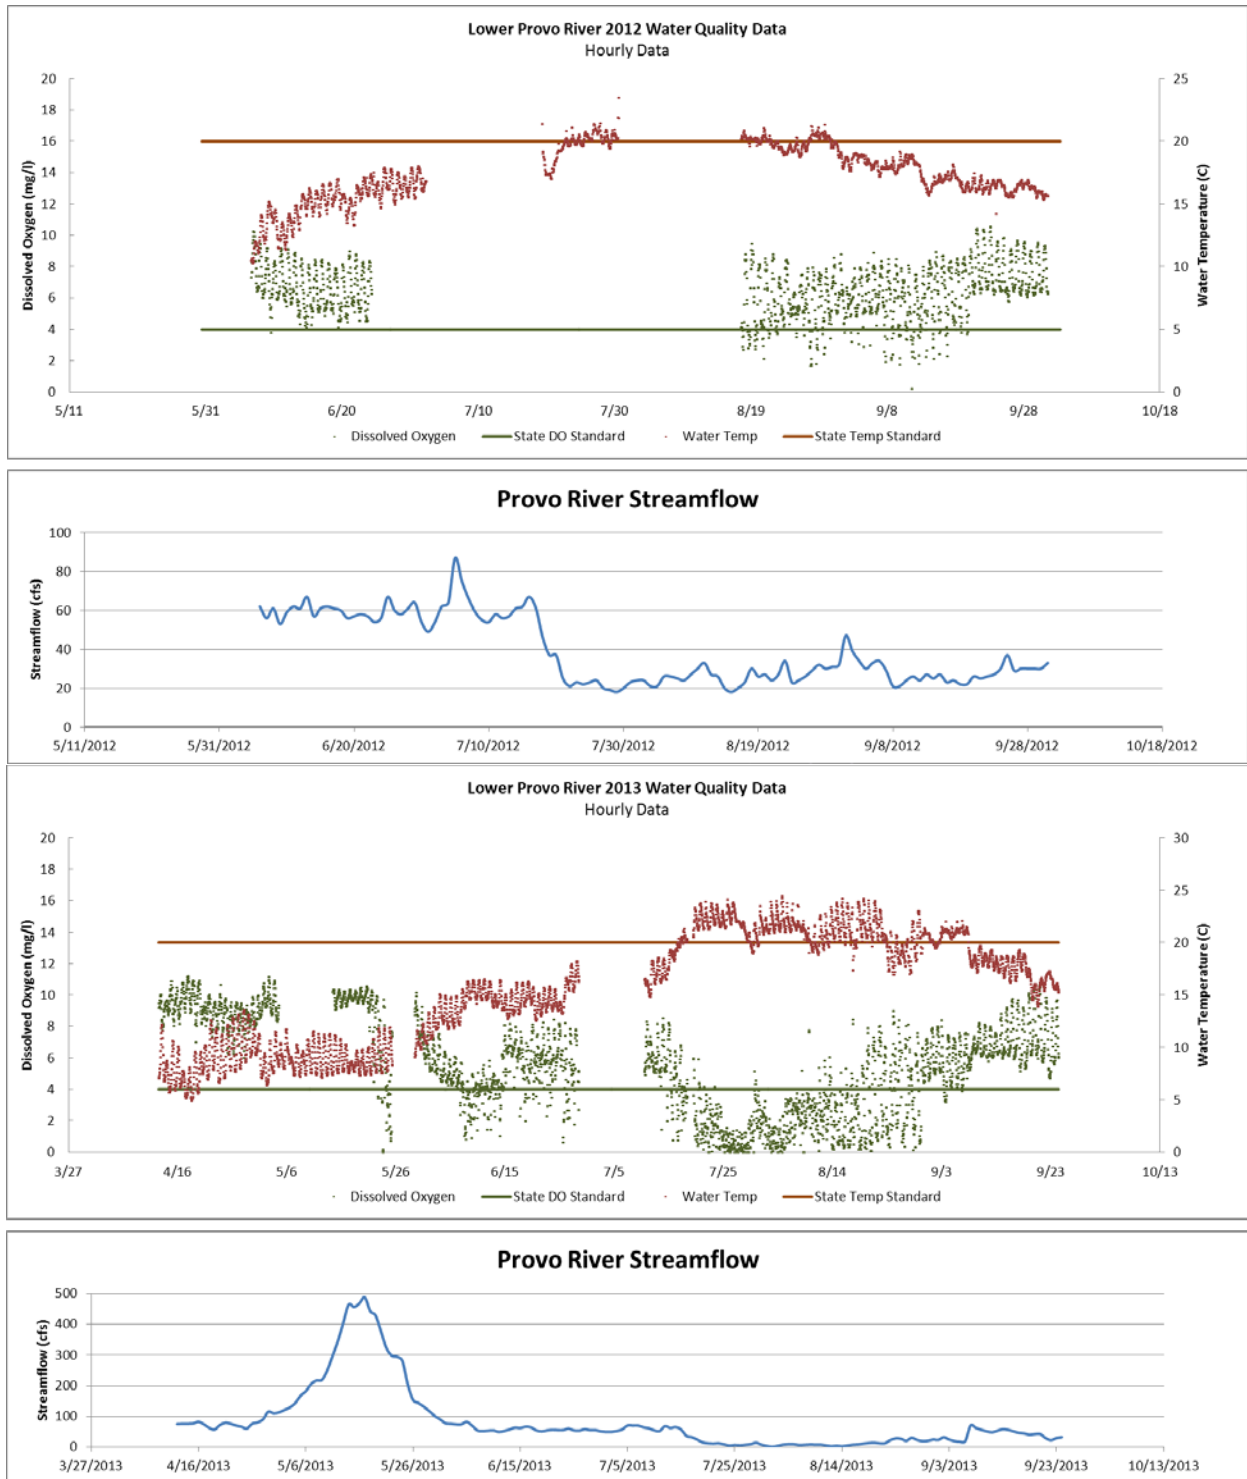 Lower Provo River 2012 Water Quality Data
Hourly Data
Dissolved Oxygen (mg/l)
20
18
16
14
12
10
8
6
4
2
0
25
20
15
10
5
0
Water Temperature (C)
5/11 5/31 6/20 7/10 7/30 8/19 9/8 9/28 10/18
Dissolved Oxygen State DO Standard Water Temp State Temp Standard
Provo River Streamflow
Streamflow (cfs)
100
80
60
40
20
0
5/11/2012 5/31/2012 6/20/2012 7/10/2012 7/30/2012 8/19/2012 9/8/2012 9/28/2012 10/18/2012
Lower Provo River 2013 Water Quality Data
Hourly Data
Dissolved Oxygen (mg/l)
20
18
16
14
12
10
8
6
4
2
0
30
25
20
15
10
5
0
Water Temperature (C)
3/27 4/16 5/6 5/26 6/15 7/5 7/25 8/14 9/3 9/23 10/13
Dissolved Oxygen State DO Standard Water Temp State Temp Standard
Provo River Streamflow
Streamflow (cfs)
500
400
300
200
100
0
3/27/2013 4/16/2013 5/6/2013 5/26/2013 6/15/2013 7/5/2013 7/25/2013 8/14/2013 9/3/2013 9/23/2013 10/13/2013